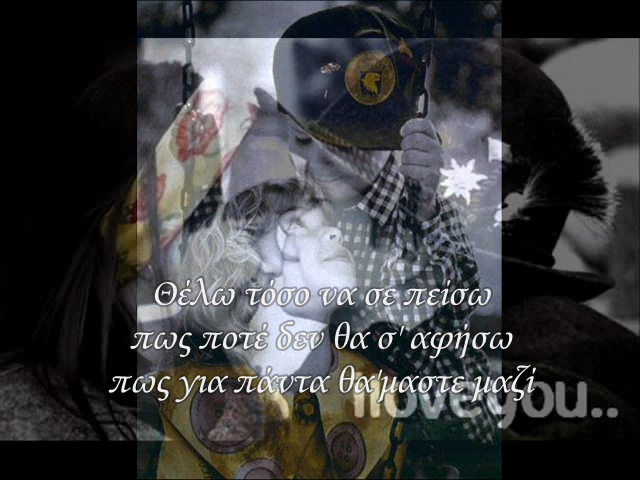 Θέλω τόσο να σε πείσω
πως ποτέ δεν θα σ' αφήσω
πως για πάντα θα'μαστε μαζί
I love you..